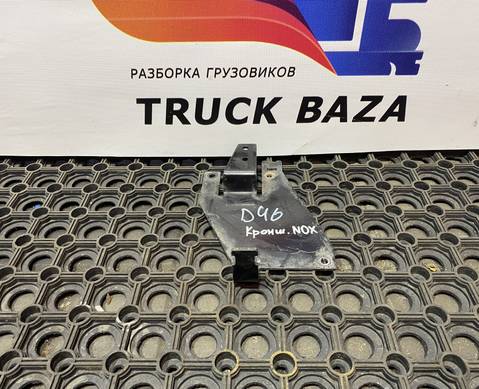 РАЗБОРКА ГРУЗОВИКОВ
TRUCK BAZA
D46
Кронш. NOX